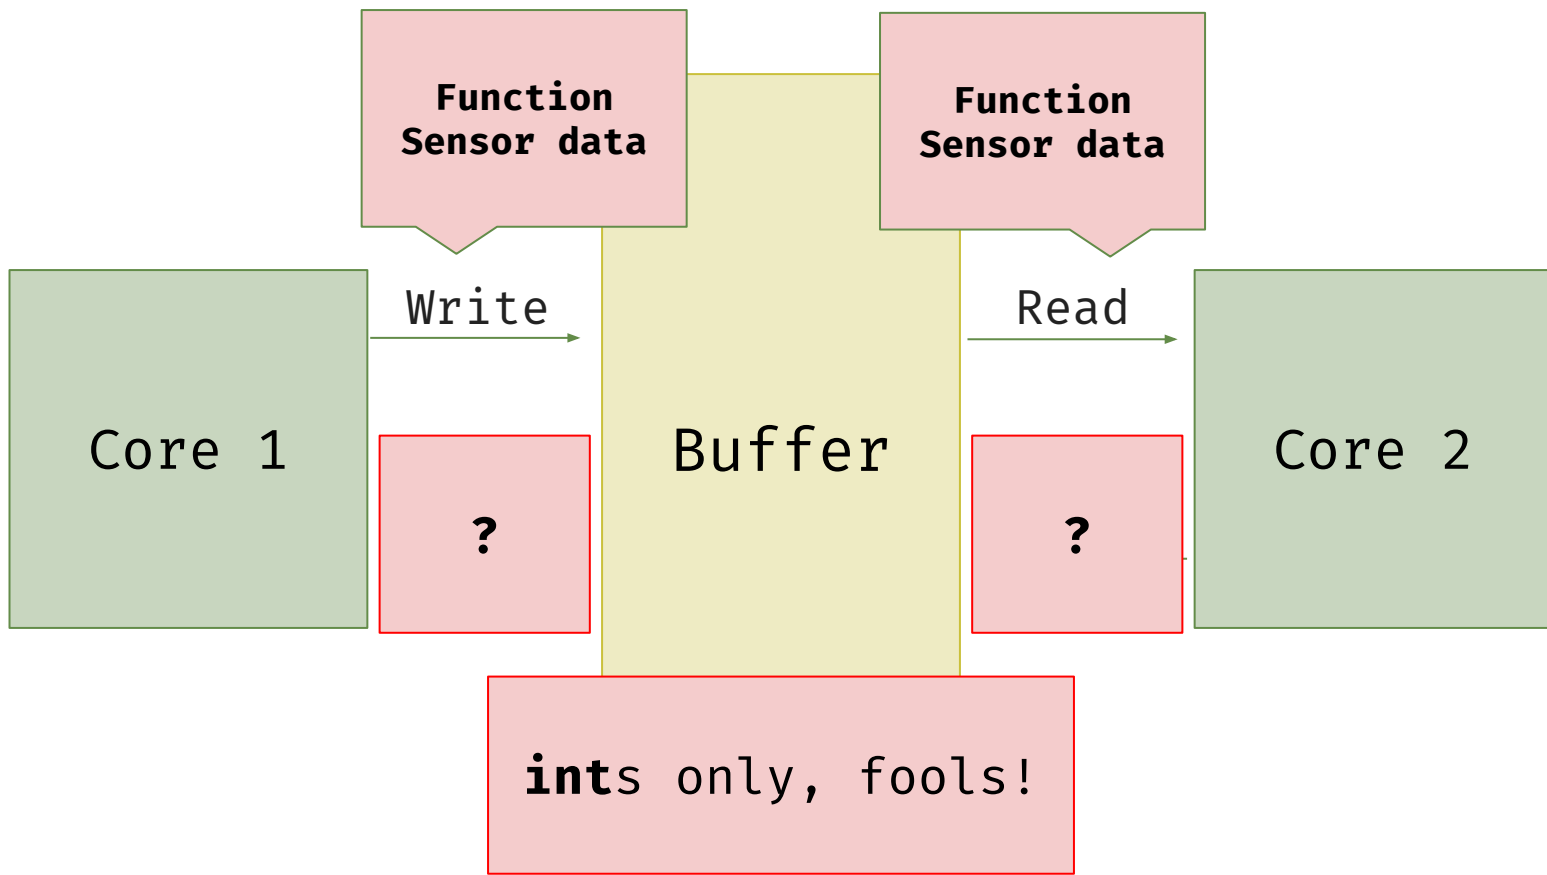 Function
Sensor data
Function
Sensor data
Write
Read
Core 1
Buffer
Core 2
?
?
ints only, fools!